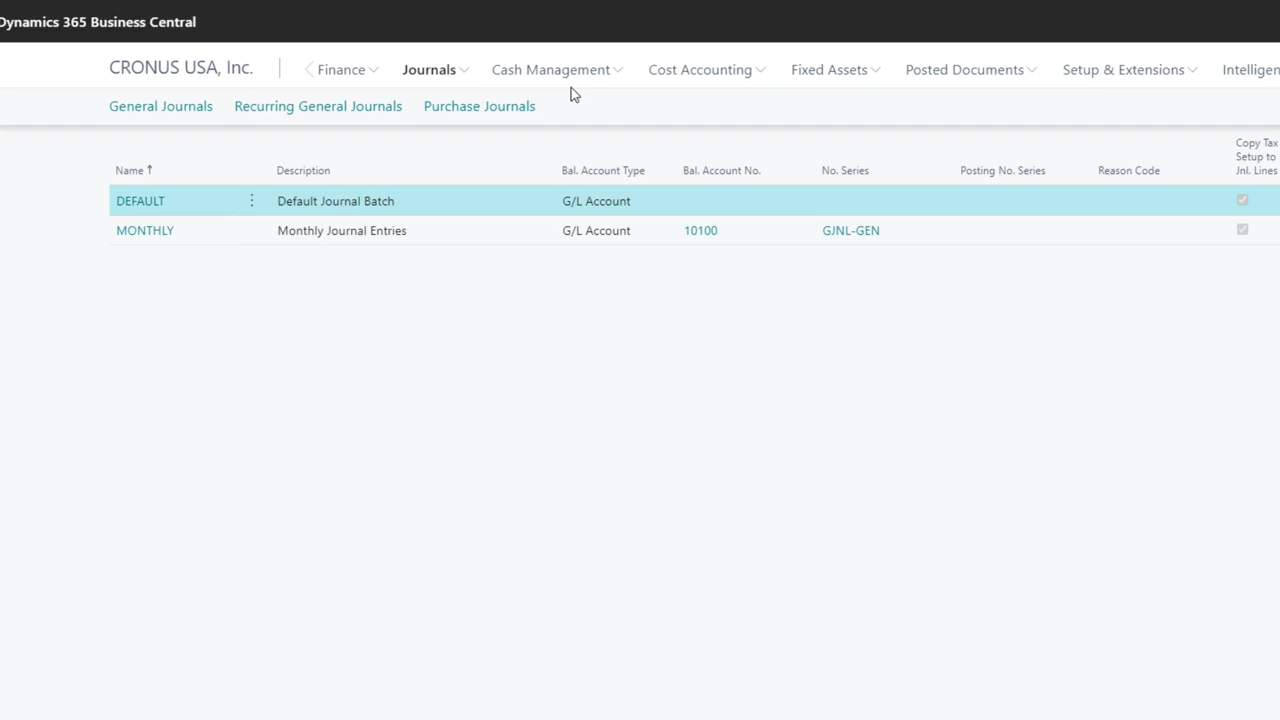 Dynamics 365 Business Central
CRONUS USA, Inc. Finance Journals Cash Management Cost Accounting Fixed Assets Posted Documents Setup & Extensions Intelligen
General Journals Recurring General Journals Purchase Journals
Name ↑ Description Bal. Account Type Bal. Account No. No. Series Posting No. Series Reason Code Copy Tax
Setup to
Jnl. Lines
DEFAULT Default Journal Batch G/L Account
MONTHLY Monthly Journal Entries G/L Account 10100 GJNL-GEN